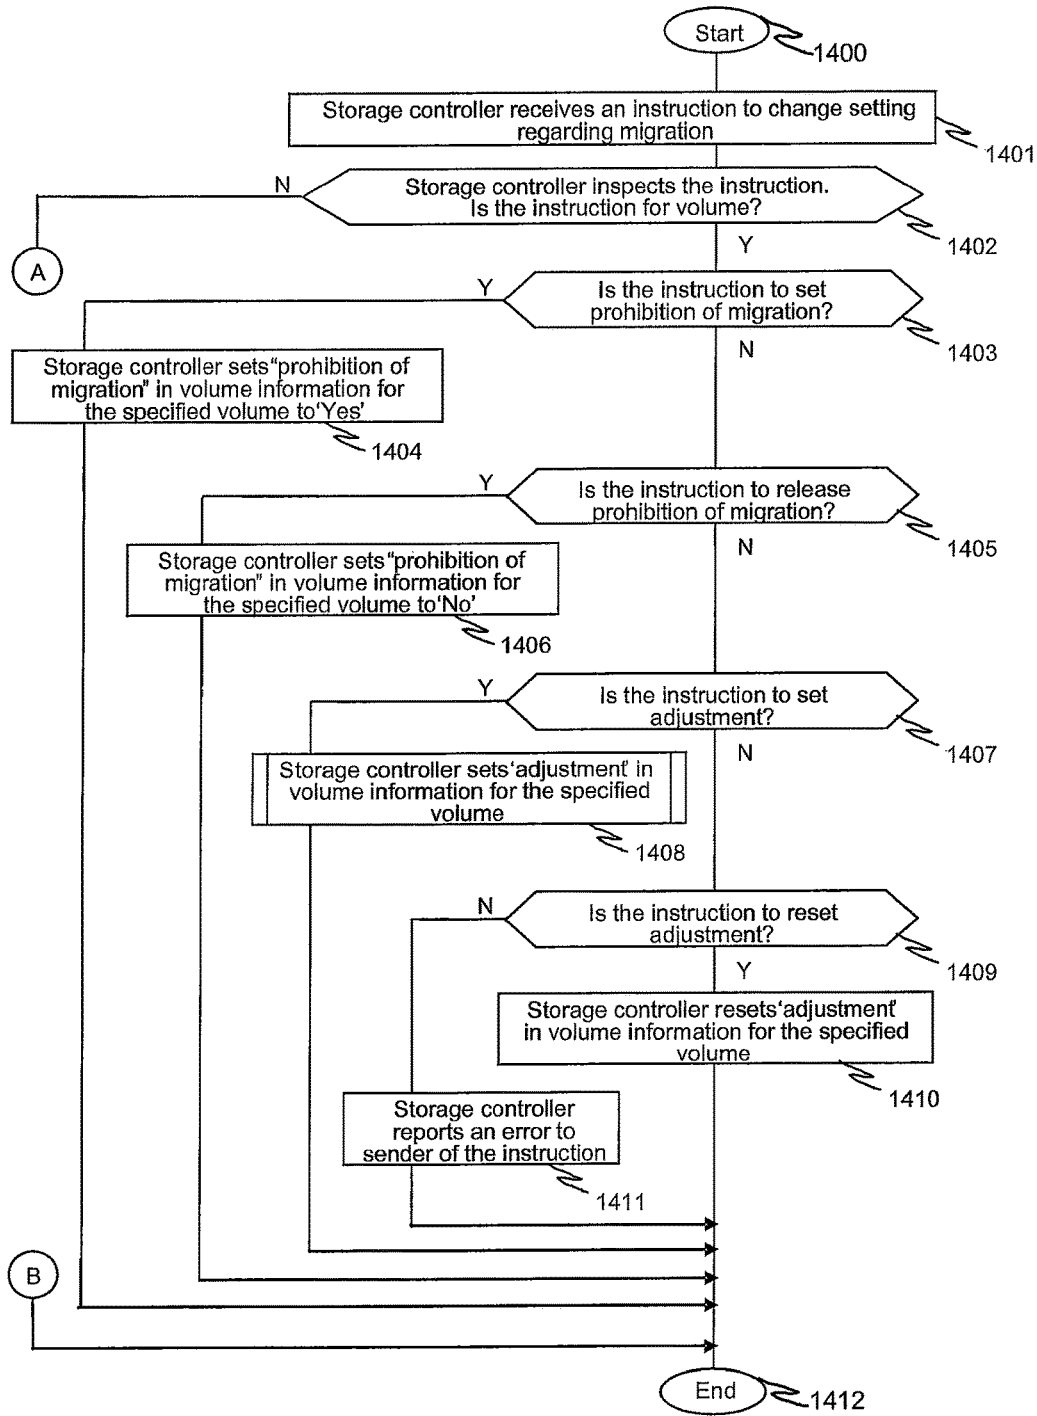 Start
1400
Storage controller receives an instruction to change setting
regarding migration
1401
N
Storage controller inspects the instruction.
Is the instruction for volume?
1402
Y
A
Y
Is the instruction to set
prohibition of migration?
1403
N
Storage controller sets "prohibition of
migration" in volume information for
the specified volume to 'Yes'
1404
Y
Is the instruction to release
prohibition of migration?
1405
N
Storage controller sets "prohibition of
migration" in volume information for
the specified volume to 'No'
1406
Y
Is the instruction to set
adjustment?
1407
N
Storage controller sets 'adjustment' in
volume information for the specified
volume
1408
N
Is the instruction to reset
adjustment?
1409
Y
Storage controller resets 'adjustment'
in volume information for the specified
volume
1410
Storage controller
reports an error to
sender of the instruction
1411
B
End
1412